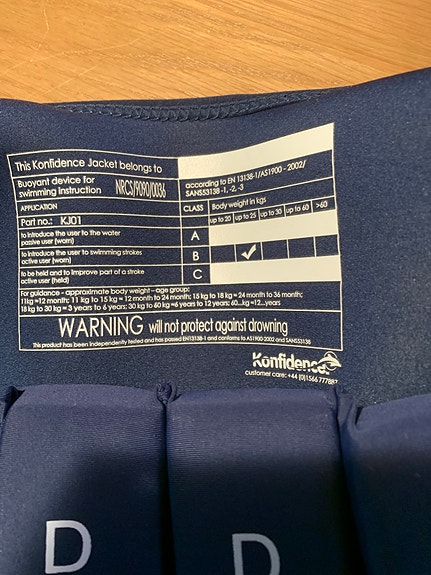 This Konfidence Jacket belongs to
Buoyant device for swimming instruction NRCS/9090/0036
according to EN 13138-1/AS1900 - 2002/ SANS53138 -1, -2, -3
APPLICATION CLASS Body weight in kgs
Part no.: KJ01 up to 20 up to 25 up to 30 up to 60 >60
to introduce the user to the water
passive user (worn) A
to introduce the user to swimming strokes
active user (worn) B ✓
to be held and to improve part of a stroke
active user (held) C
For guidance - approximate body weight – age group:
11kg =12 month; 11 kg to 15 kg = 12 month to 24 month; 15 kg to 18 kg = 24 month to 36 month;
18 kg to 30 kg = 3 years to 6 years; 30 kg to 60 kg =6 years to 12 years; 60...kg =12...years
WARNING will not protect against drowning
This product has been independently tested and has passed EN13138-1 and conforms to AS1900-2002 and SANS53138
Konfidence
customer care: +44 (0)1566 777887
D D